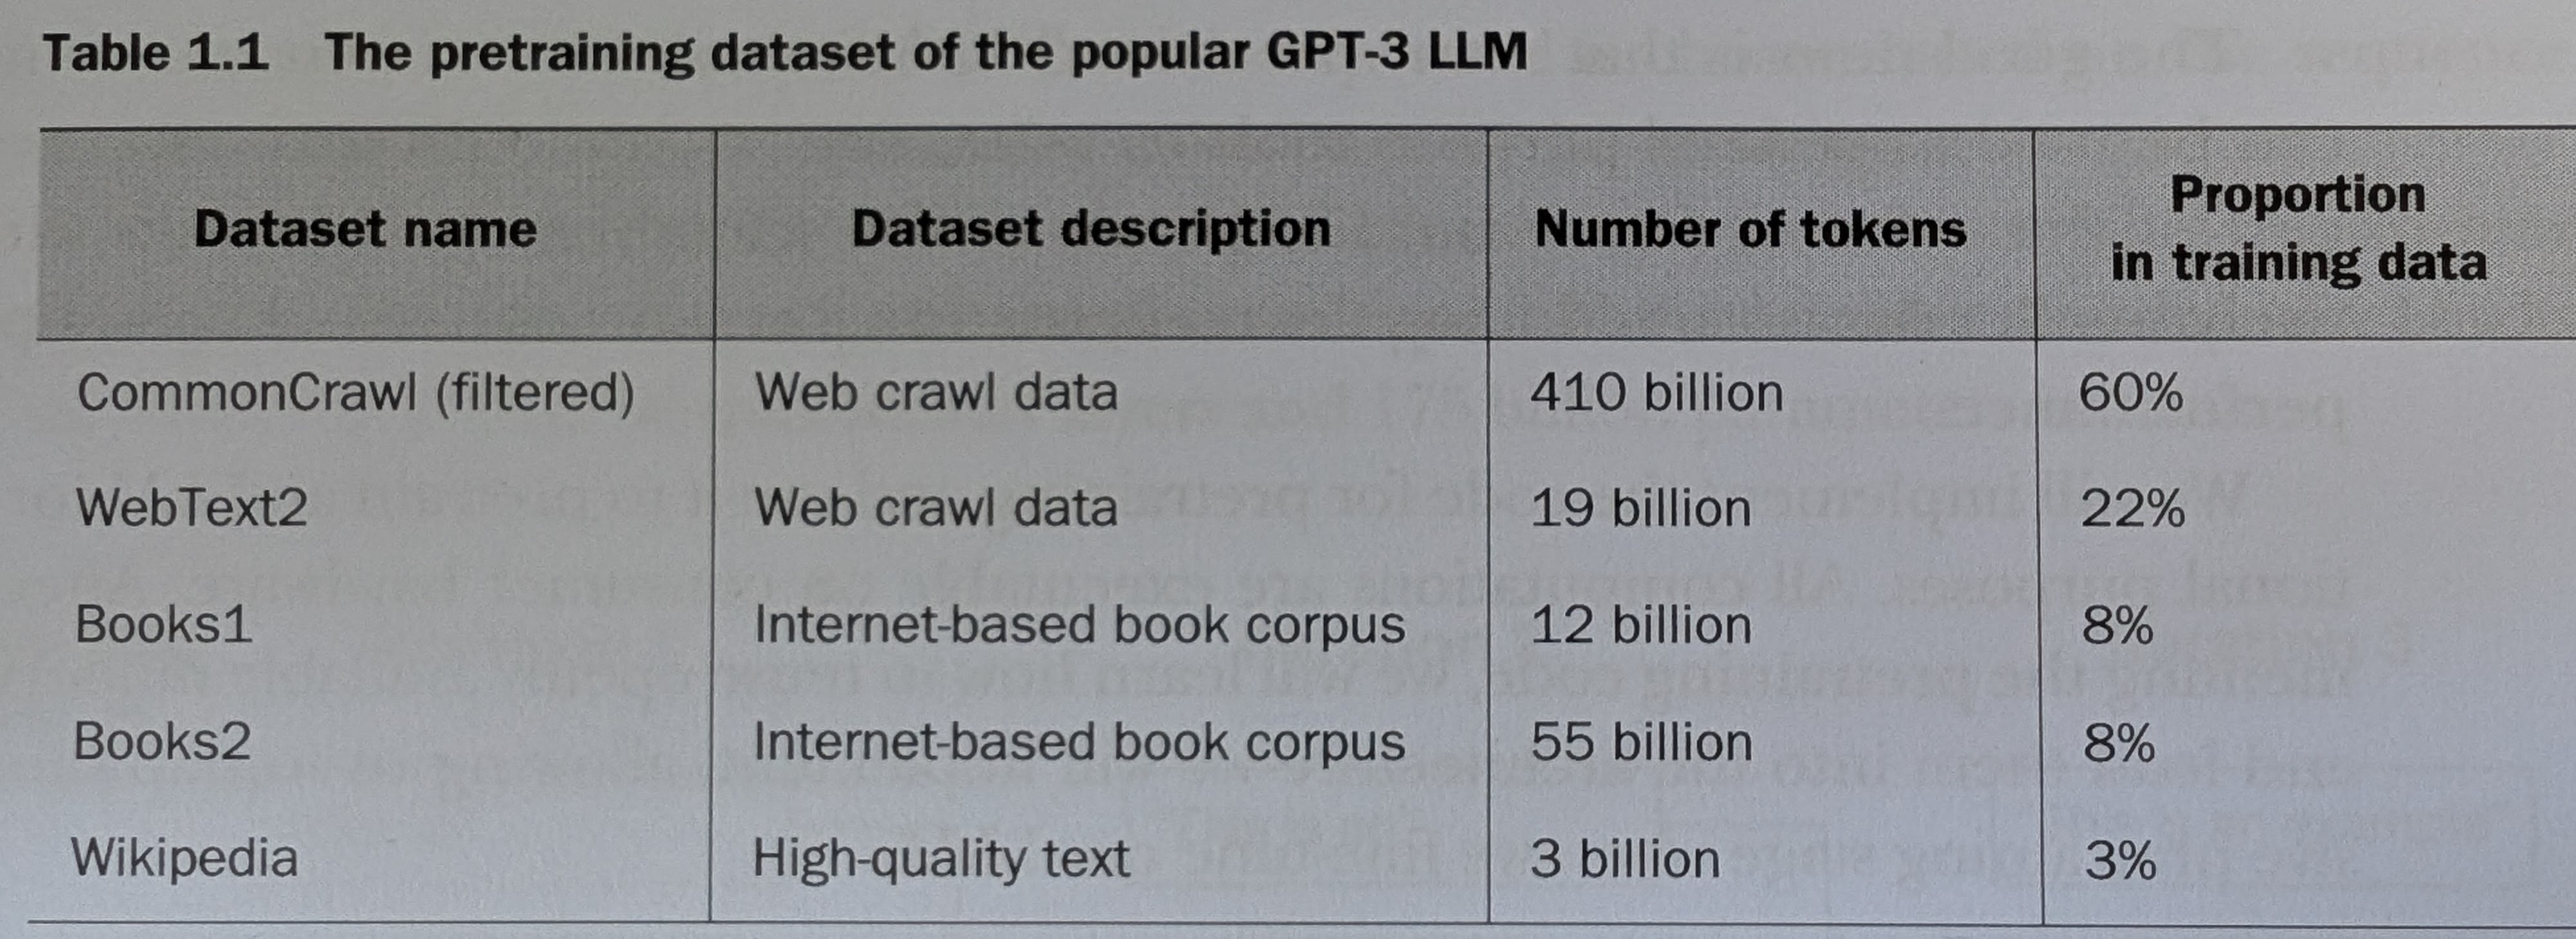 Table 1.1 The pretraining dataset of the popular GPT-3 LLM
Dataset name Dataset description Number of tokens Proportion in training data
CommonCrawl (filtered) Web crawl data 410 billion 60%
WebText2 Web crawl data 19 billion 22%
Books1 Internet-based book corpus 12 billion 8%
Books2 Internet-based book corpus 55 billion 8%
Wikipedia High-quality text 3 billion 3%